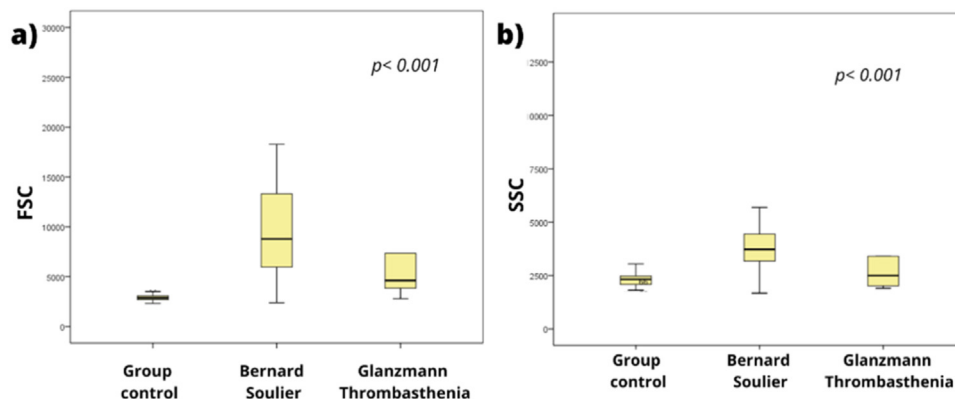 a)
p< 0.001
FSC
30000
25000
20000
15000
10000
5000
0
Group
control
Bernard
Soulier
Glanzmann
Thrombasthenia
b)
p< 0.001
SSC
2500
5000
7500
2500
0
Group
control
Bernard
Soulier
Glanzmann
Thrombasthenia